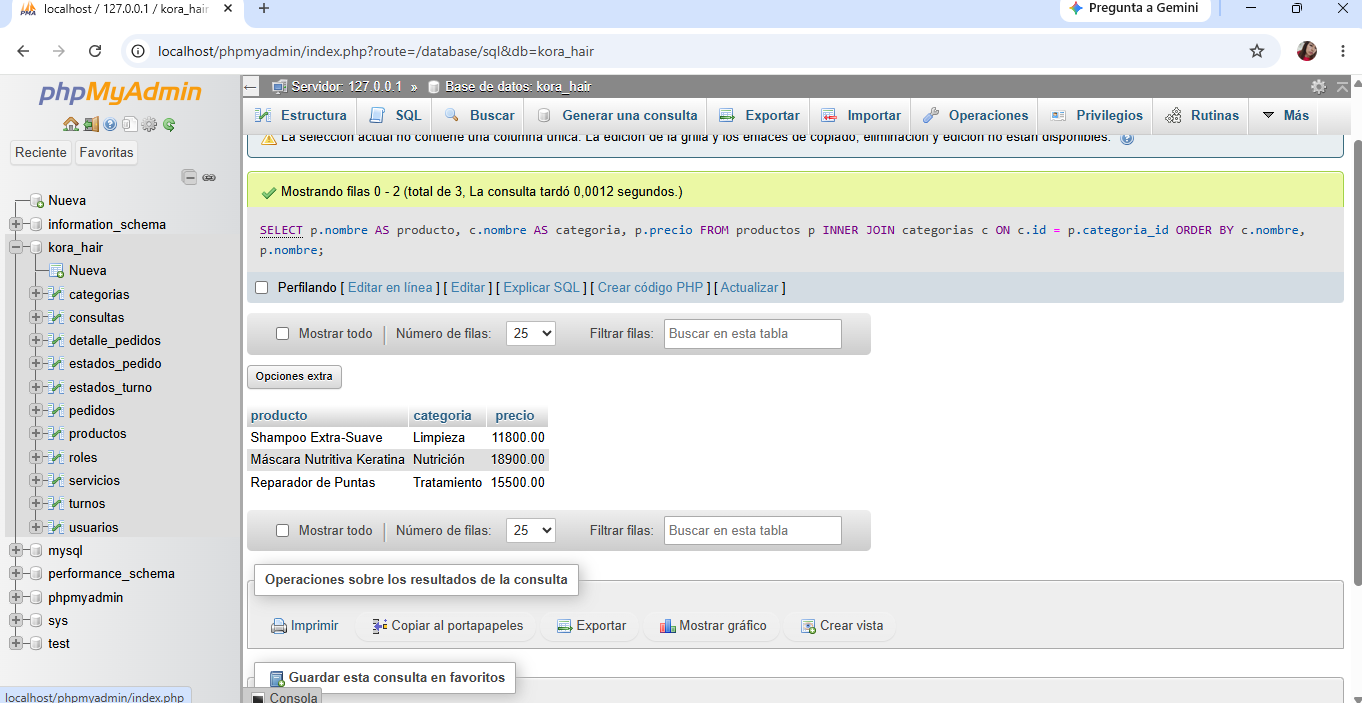 localhost / 127.0.0.1 / kora_hair
Pregunta a Gemini
localhost/phpmyadmin/index.php?route=/database/sql&db=kora_hair
phpMyAdmin
Reciente
Favoritas
Nueva
information_schema
kora_hair
Nueva
categorias
consultas
detalle_pedidos
estados_pedido
estados_turno
pedidos
productos
roles
servicios
turnos
usuarios
mysql
performance_schema
phpmyadmin
sys
test
localhost/phpmyadmin/index.php
Servidor: 127.0.0.1 » Base de datos: kora_hair
Estructura SQL Buscar Generar una consulta Exportar Importar Operaciones Privilegios Rutinas Más
La selección actual no contiene una columna única. La edición de la grilla y los enlaces de copiado, eliminación y edición no están disponibles.
Mostrando filas 0 - 2 (total de 3, La consulta tardó 0,0012 segundos.)
SELECT p.nombre AS producto, c.nombre AS categoria, p.precio FROM productos p INNER JOIN categorias c ON c.id = p.categoria_id ORDER BY c.nombre,
p.nombre;
Perfilando [ Editar en línea ] [ Editar ] [ Explicar SQL ] [ Crear código PHP ] [ Actualizar ]
Mostrar todo Número de filas: 25 Filtrar filas: Buscar en esta tabla
Opciones extra
producto categoria precio
Shampoo Extra-Suave Limpieza 11800.00
Máscara Nutritiva Keratina Nutrición 18900.00
Reparador de Puntas Tratamiento 15500.00
Mostrar todo Número de filas: 25 Filtrar filas: Buscar en esta tabla
Operaciones sobre los resultados de la consulta
Imprimir Copiar al portapapeles Exportar Mostrar gráfico Crear vista
Guardar esta consulta en favoritos
Consola